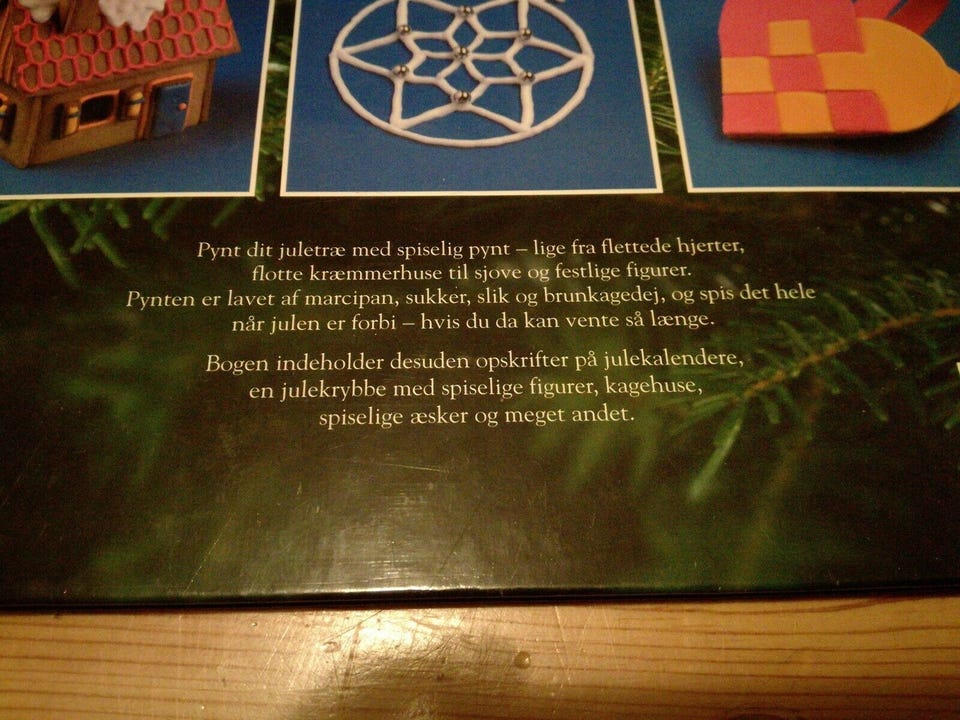 Pynt dit juletræ med spiselig pynt – lige fra flettede hjerter,
flotte kræmmerhuse til sjove og festlige figurer.
Pynten er lavet af marcipan, sukker, slik og brunkagedej, og spis det hele
når julen er forbi – hvis du da kan vente så længe.
Bogen indeholder desuden opskrifter på julekalendere,
en julekrybbe med spiselige figurer, kagehuse,
spiselige æsker og meget andet.